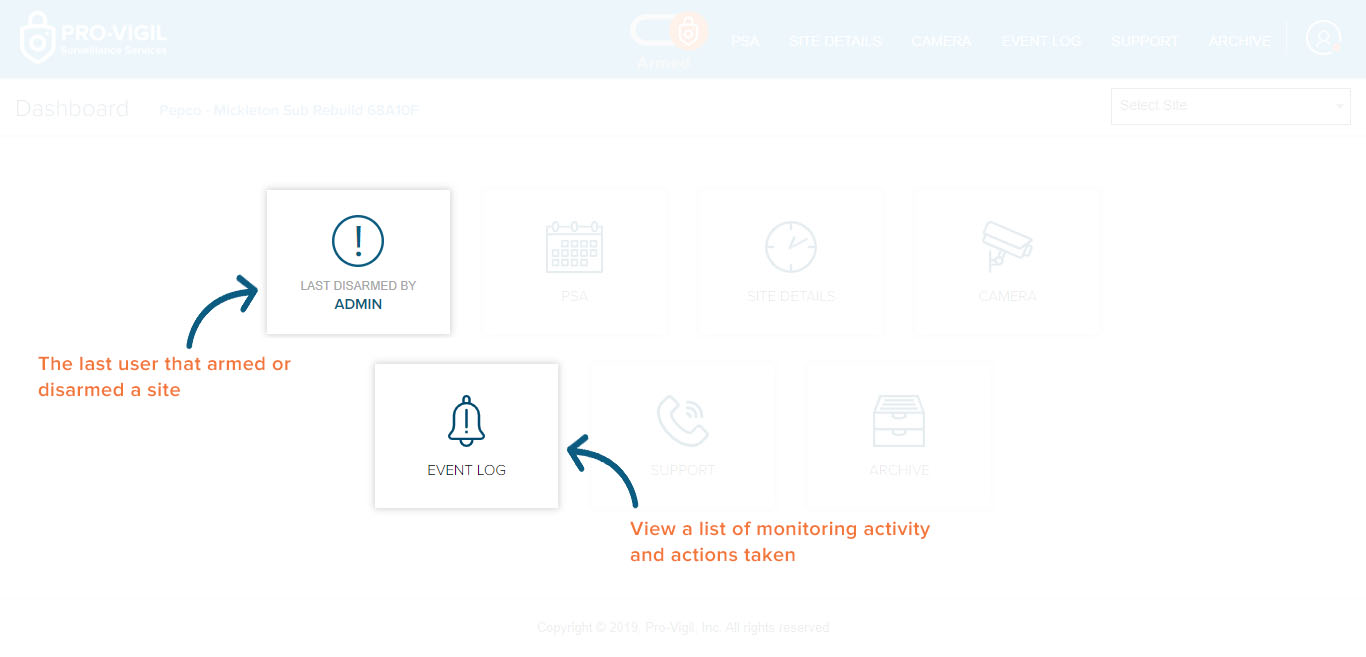 PRO-VIGIL
Surveillance Services
Armed
PSA
SITE DETAILS
CAMERA
EVENT LOG
SUPPORT
ARCHIVE
Dashboard
Pepco - Mickleton Sub Rebuild 68A10F
Select Site
LAST DISARMED BY
ADMIN
PSA
SITE DETAILS
CAMERA
The last user that armed or
disarmed a site
EVENT LOG
SUPPORT
ARCHIVE
View a list of monitoring activity
and actions taken
Copyright © 2019, Pro-Vigil, Inc. All rights reserved